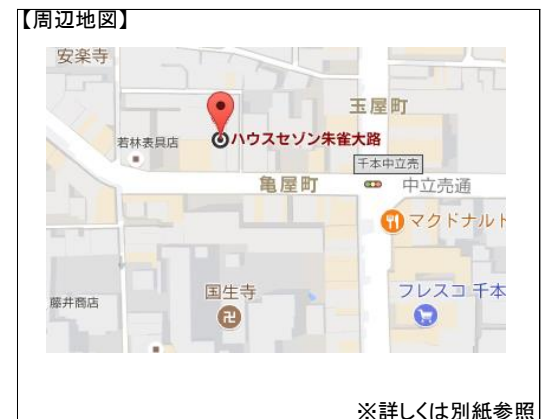 【周辺地図】
安楽寺
玉屋町
ハウスセゾン朱雀大路
若林表具店
千本中立売
亀屋町
中立売通
マクドナルト
国生寺
フレスコ 千本
藤井商店
※詳しくは別紙参照